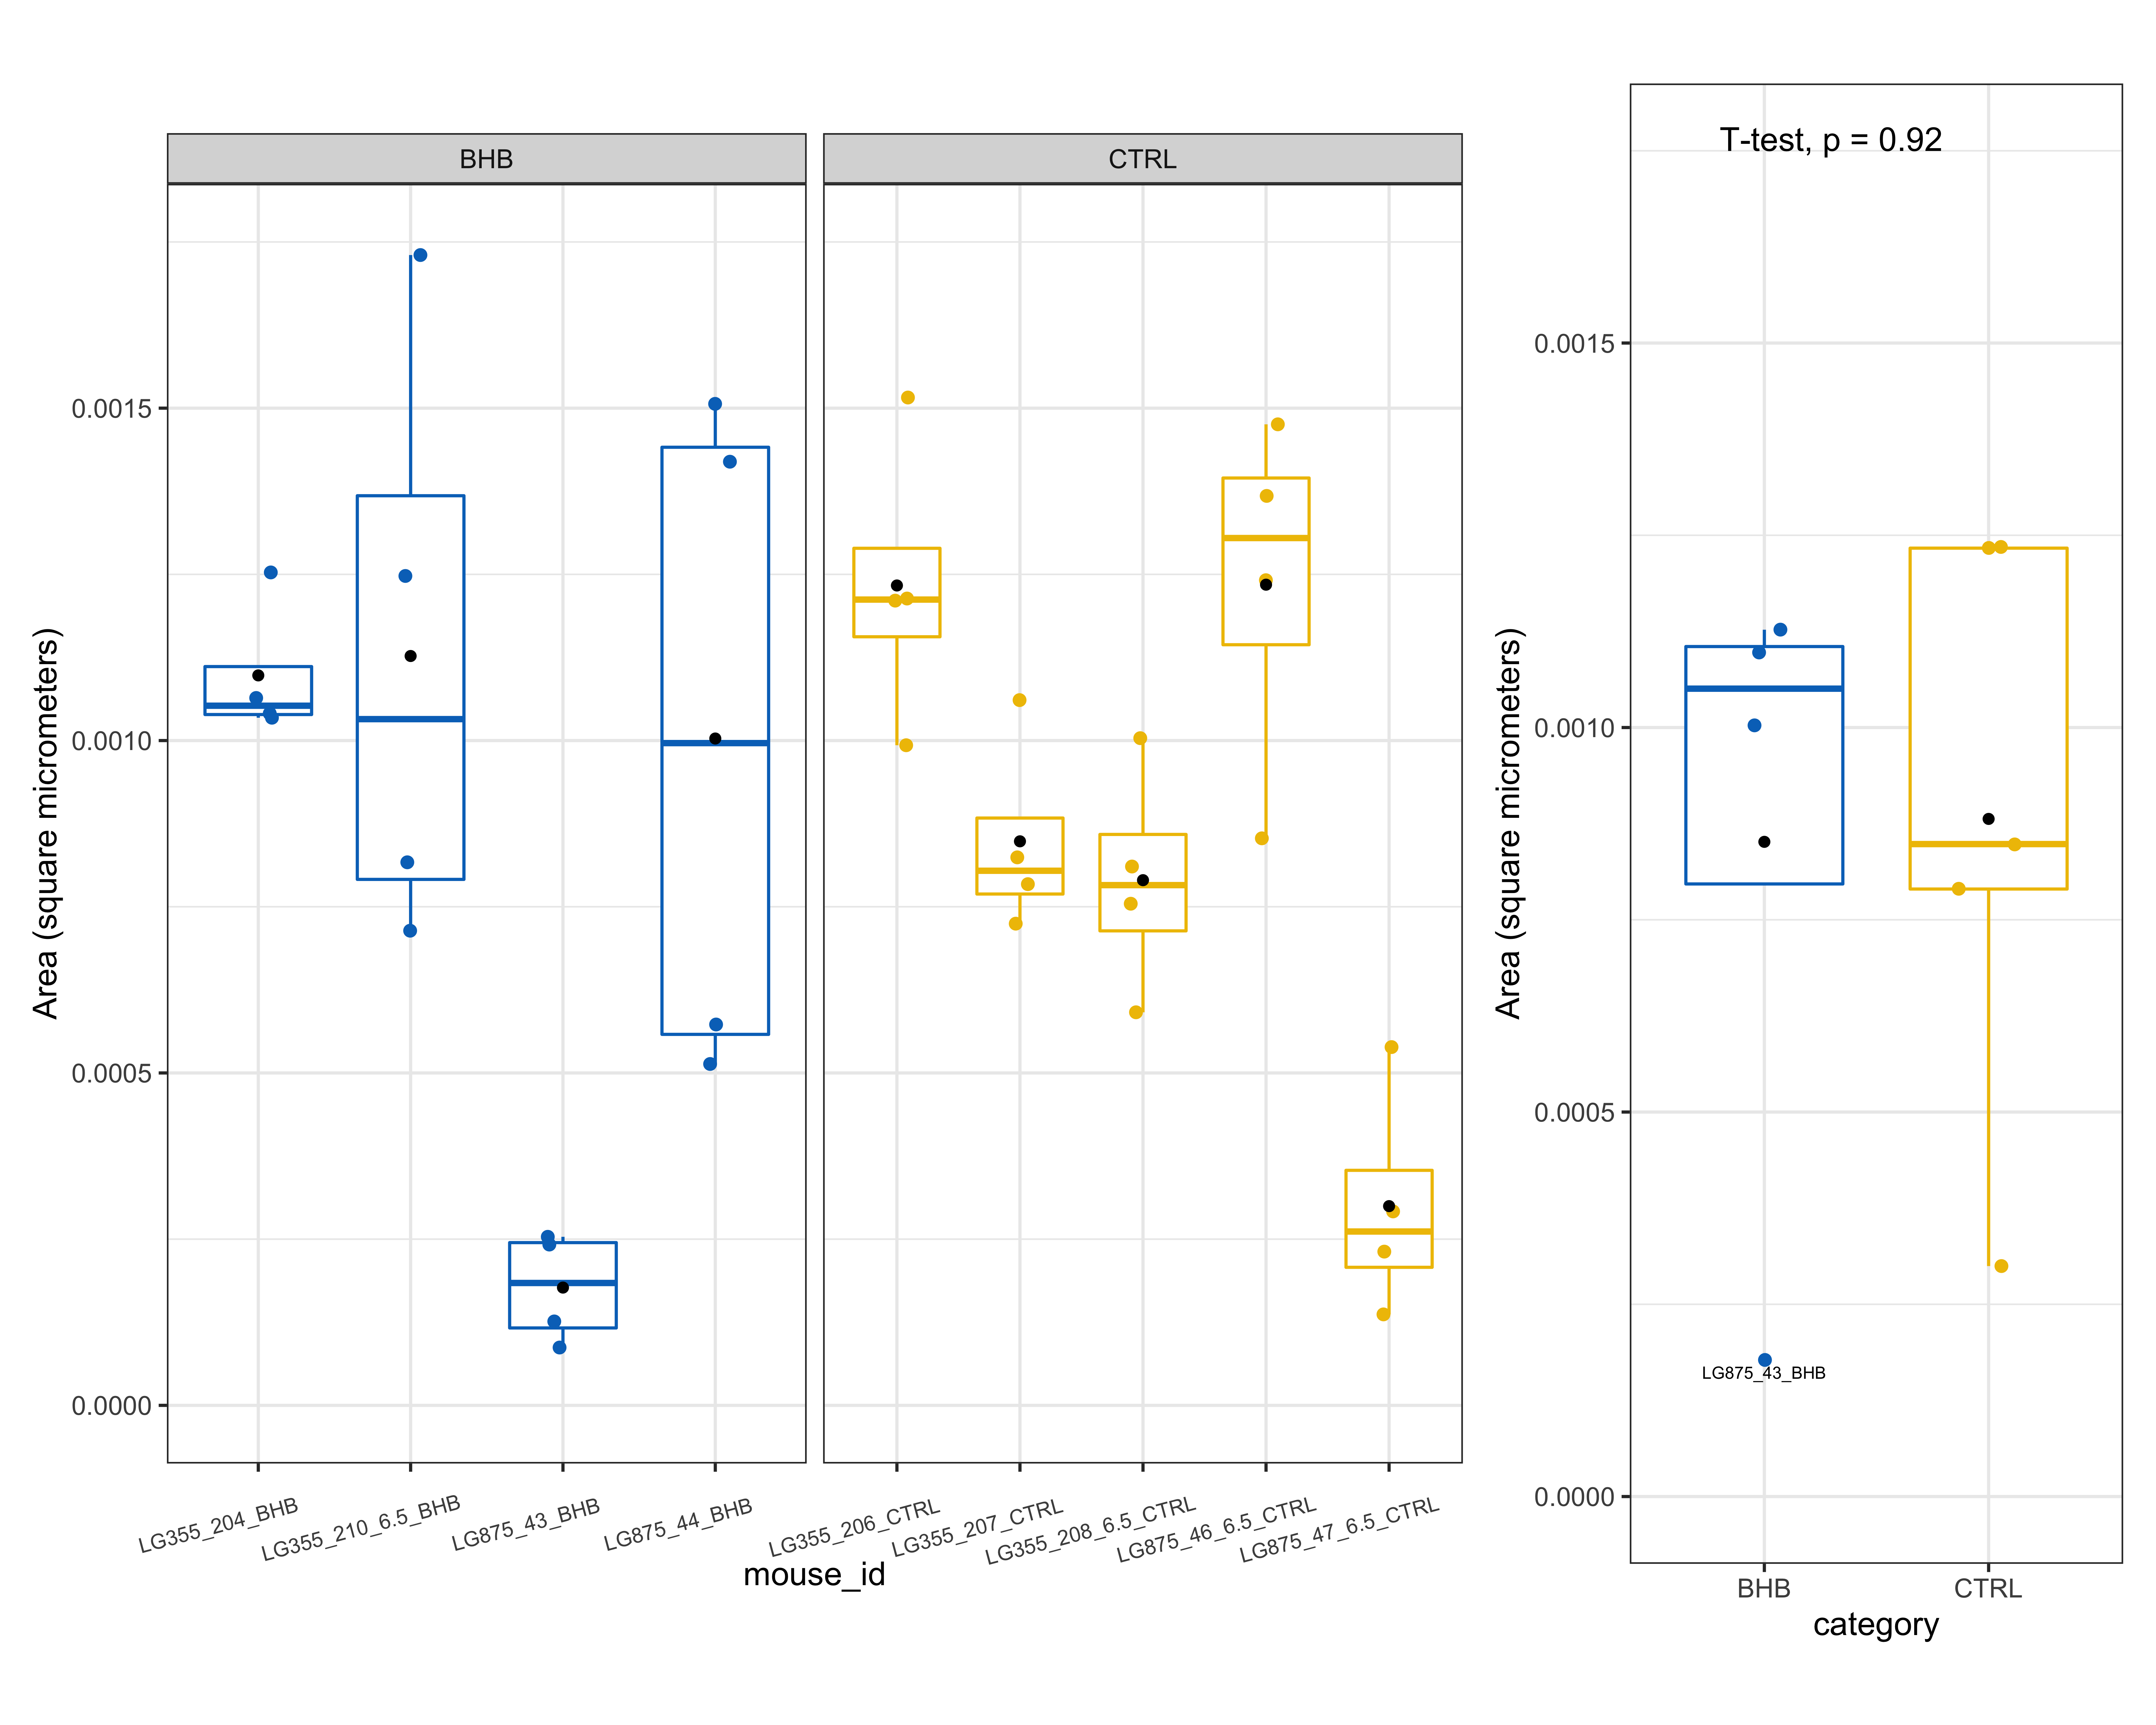 BHB
CTRL
Area (square micrometers)
0.0015
0.0010
0.0005
0.0000
LG355_204_BHB
LG355_210_6.5_BHB
LG875_43_BHB
LG875_44_BHB
LG355_206_CTRL
LG355_207_CTRL
LG355_208_6.5_CTRL
LG875_46_6.5_CTRL
LG875_47_6.5_CTRL
mouse_id
T-test, p = 0.92
Area (square micrometers)
0.0015
0.0010
0.0005
0.0000
LG875_43_BHB
BHB
CTRL
category